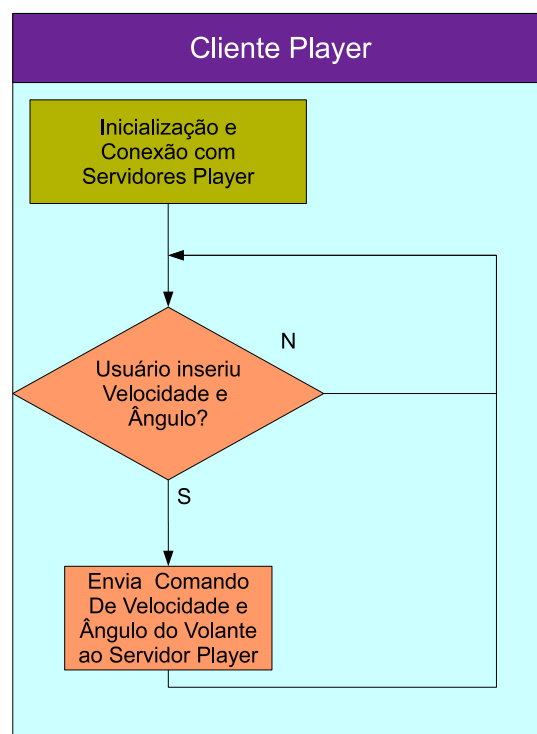 Cliente Player
Inicialização e
Conexão com
Servidores Player
N
Usuário inseriu
Velocidade e
Ângulo?
S
Envia Comando
De Velocidade e
Ângulo do Volante
ao Servidor Player